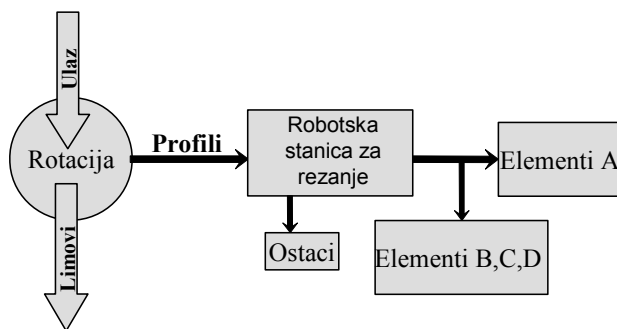 Ulaz
Rotacija
Limovi
Profili
Robotska
stanica za
rezanje
Elementi A
Ostaci
Elementi B,C,D